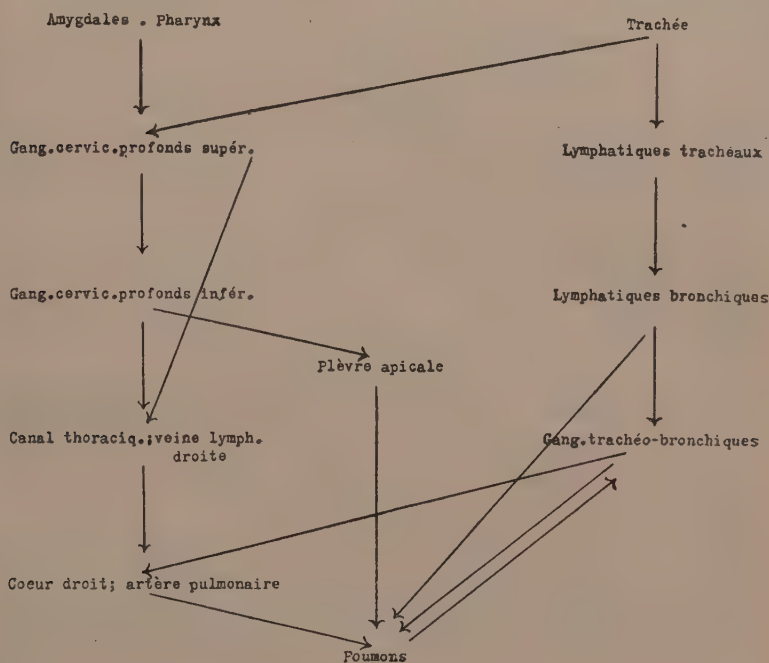 Amygdales . Pharynx
Trachée
Gang.cervic.profonds supér.
Lymphatiques trachéaux
Gang.cervic.profonds infér.
Lymphatiques bronchiques
Plèvre apicale
Canal thoraciq.;veine lymph.
droite
Gang.trachéo-bronchiques
Coeur droit; artère pulmonaire
Poumons